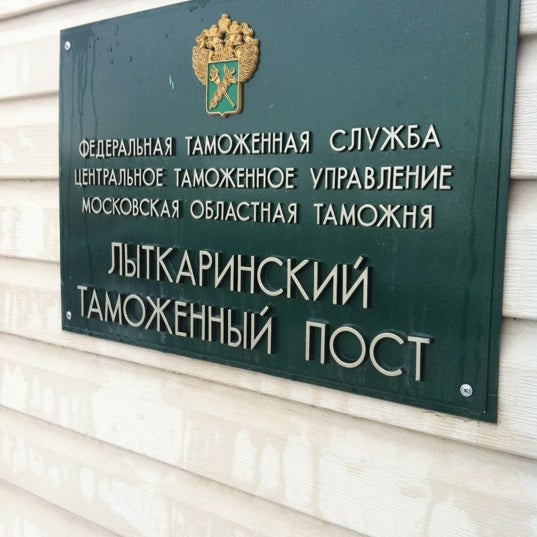 ФЕДЕРАЛЬНАЯ ТАМОЖЕННАЯ СЛУЖБА
ЦЕНТРАЛЬНОЕ ТАМОЖЕННОЕ УПРАВЛЕНИЕ
МОСКОВСКАЯ ОБЛАСТНАЯ ТАМОЖНЯ
ЛЫТКАРИНСКИЙ
ТАМОЖЕННЫЙ ПОСТ